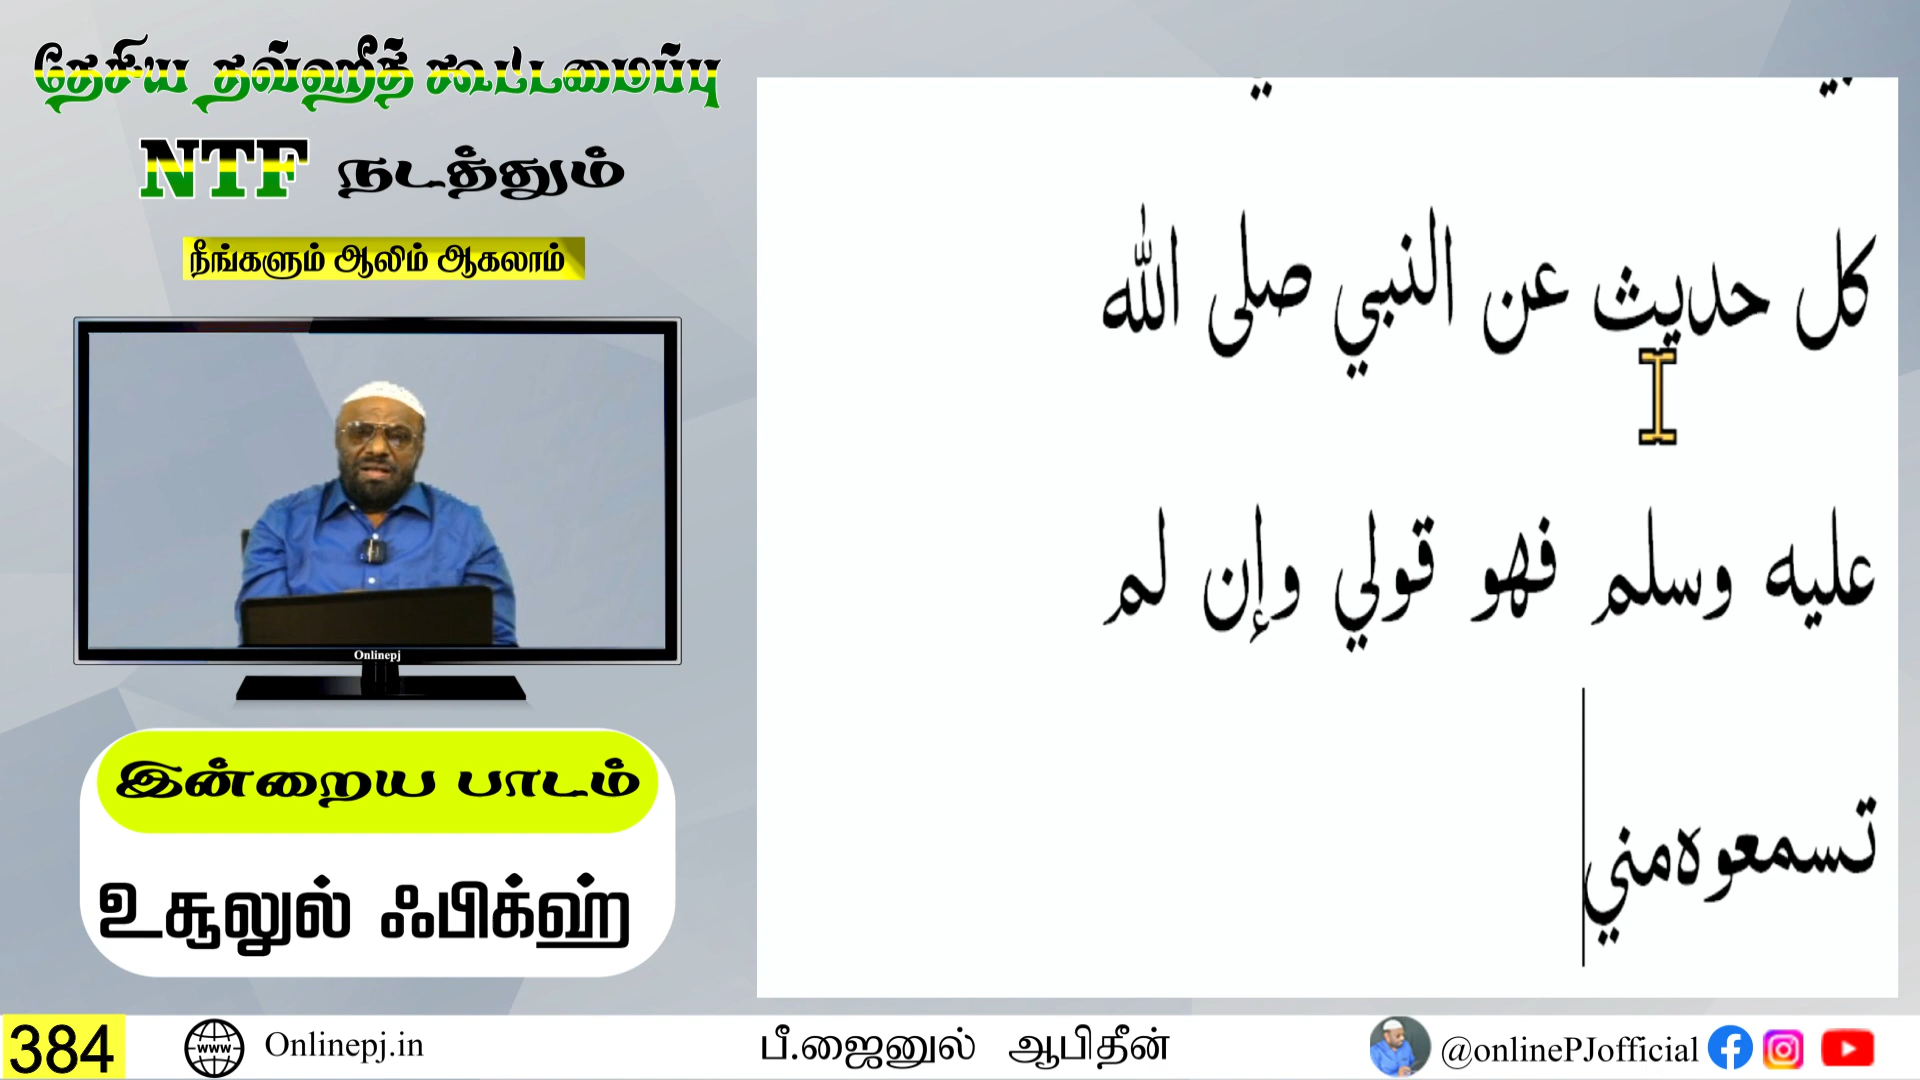 தேசிய தவ்ஹீத் கூட்டமைப்பு
NTF நடத்தும்
நீங்களும் ஆலிம் ஆகலாம்
Onlinepj
இன்றைய பாடம்
உசூலுல் ஃபிக்ஹ்
كل حديث عن النبي صلى الله
عليه وسلم فهو قولي وإن لم
تسمعوه مني
384
www
Onlinepj.in
பீ.ஜைனுல் ஆபிதீன்
@onlinePJofficial